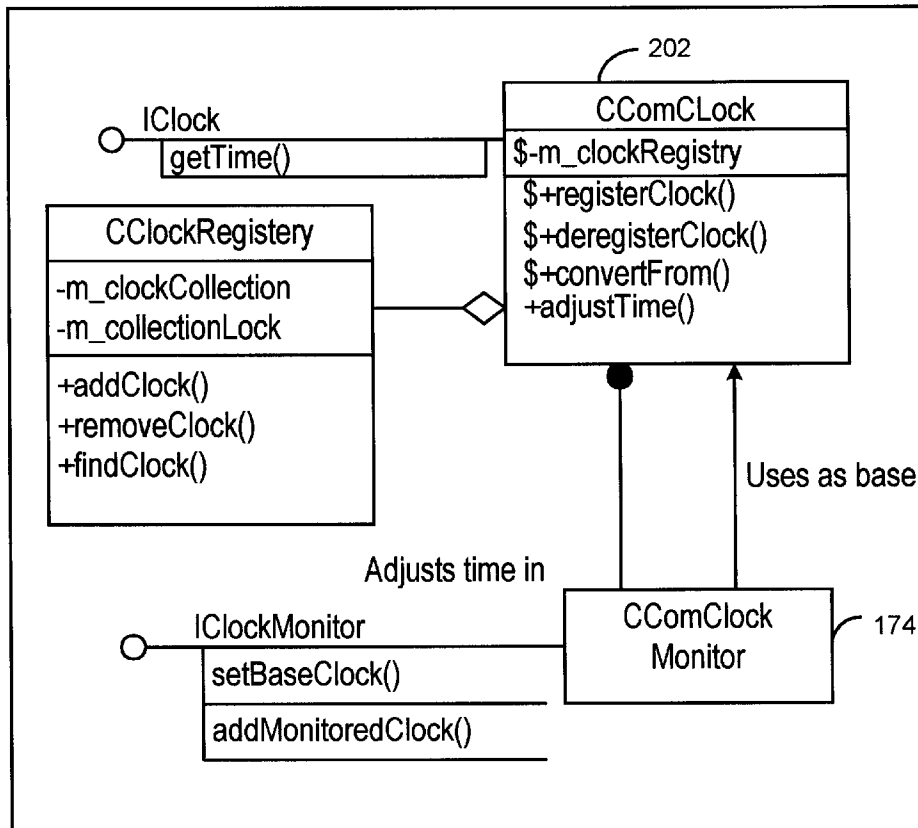 202
CComCLock
$-m_clockRegistry
$+registerClock()
$+deregisterClock()
$+convertFrom()
+adjustTime()
IClock
getTime()
CClockRegistery
-m_clockCollection
-m_collectionLock
+addClock()
+removeClock()
+findClock()
Uses as base
Adjusts time in
CComClock
Monitor
174
IClockMonitor
setBaseClock()
addMonitoredClock()